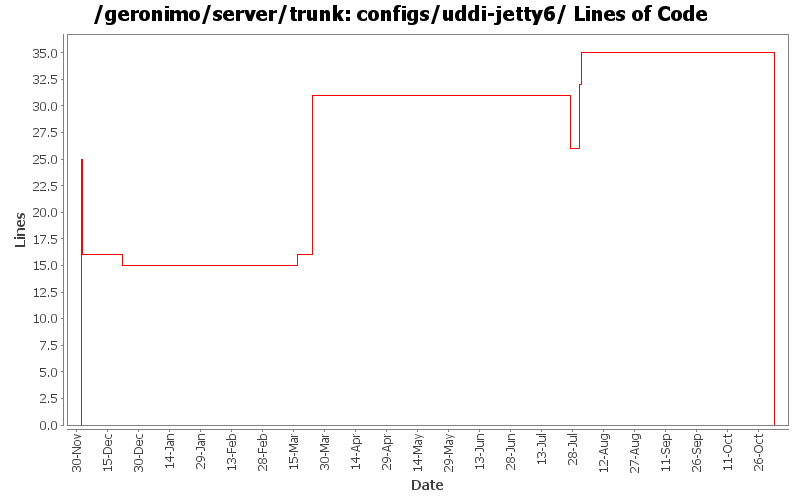 /geronimo/server/trunk: configs/uddi-jetty6/ Lines of Code
35.0
32.5
30.0
27.5
25.0
22.5
20.0
17.5
15.0
12.5
10.0
7.5
5.0
2.5
0.0
Lines
30-Nov
15-Dec
30-Dec
14-Jan
29-Jan
13-Feb
28-Feb
15-Mar
30-Mar
14-Apr
29-Apr
14-May
29-May
13-Jun
28-Jun
13-Jul
28-Jul
12-Aug
27-Aug
11-Sep
26-Sep
11-Oct
26-Oct
Date